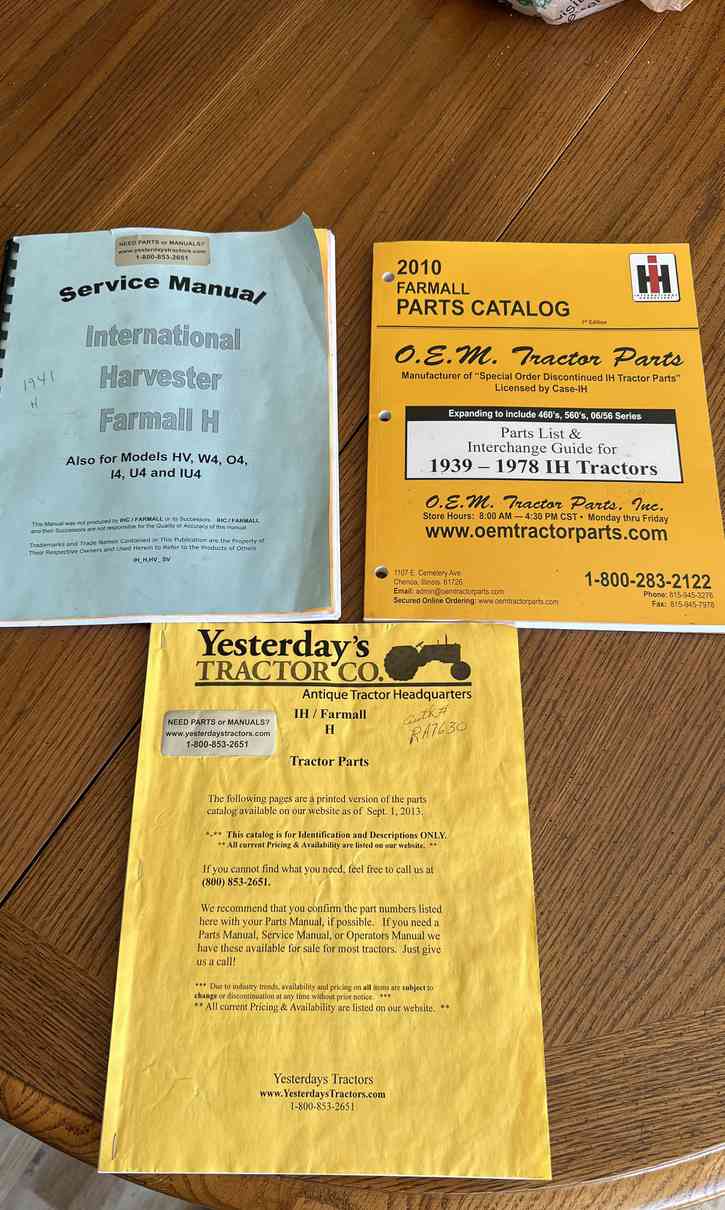 NEED PARTS or MANUALS?
www.yesterdaystractors.com
1-800-853-2651
Service Manual
International
Harvester
Farmall H
1941
H
Also for Models HV, W4, O4,
I4, U4 and IU4
This Manual was not produced by IHC / FARMALL or its Successors. IHC / FARMALL
and their Successors are not responsible for the Quality or Accuracy of this manual.
Trademarks and Trade Names Contained in This Publication are the Property of
Their Respective Owners and Used Herein to Refer to the Products of Others
IH_H,HV_SV
2010
FARMALL
PARTS CATALOG
1st Edition
IH
INTERNATIONAL
HARVESTER
O.E.M. Tractor Parts
Manufacturer of "Special Order Discontinued IH Tractor Parts"
Licensed by Case-IH
Expanding to include 460's, 560's, 06/56 Series
Parts List &
Interchange Guide for
1939 – 1978 IH Tractors
O.E.M. Tractor Parts, Inc.
Store Hours: 8:00 AM — 4:30 PM CST • Monday thru Friday
www.oemtractorparts.com
1107 E. Cemetery Ave.
Chenoa, Illinois 61726
Email: admin@oemtractorparts.com
Secured Online Ordering: www.oemtractorparts.com
1-800-283-2122
Phone: 815-945-3276
Fax: 815-945-7978
Yesterday's
TRACTOR CO.
Antique Tractor Headquarters
IH / Farmall
H
RA7630
NEED PARTS or MANUALS?
www.yesterdaystractors.com
1-800-853-2651
Tractor Parts
The following pages are a printed version of the parts
catalog available on our website as of Sept. 1, 2013.
*-** This catalog is for Identification and Descriptions ONLY.
** All current Pricing & Availability are listed on our website. **
If you cannot find what you need, feel free to call us at
(800) 853-2651.
We recommend that you confirm the part numbers listed
here with your Parts Manual, if possible. If you need a
Parts Manual, Service Manual, or Operators Manual we
have these available for sale for most tractors. Just give
us a call!
*** Due to industry trends, availability and pricing on all items are subject to
change or discontinuation at any time without prior notice. ***
** All current Pricing & Availability are listed on our website. **
Yesterdays Tractors
www.YesterdaysTractors.com
1-800-853-2651